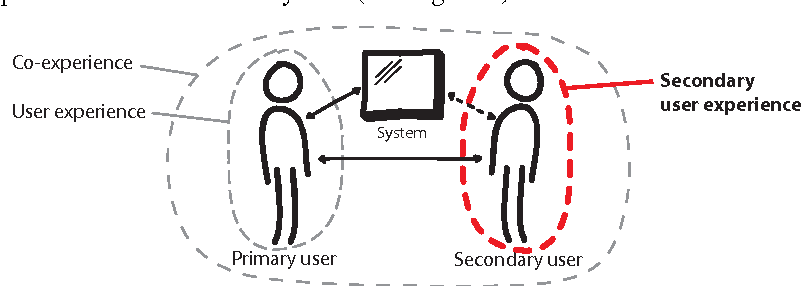 Co-experience
User experience
System
Secondary
user experience
Primary user
Secondary user